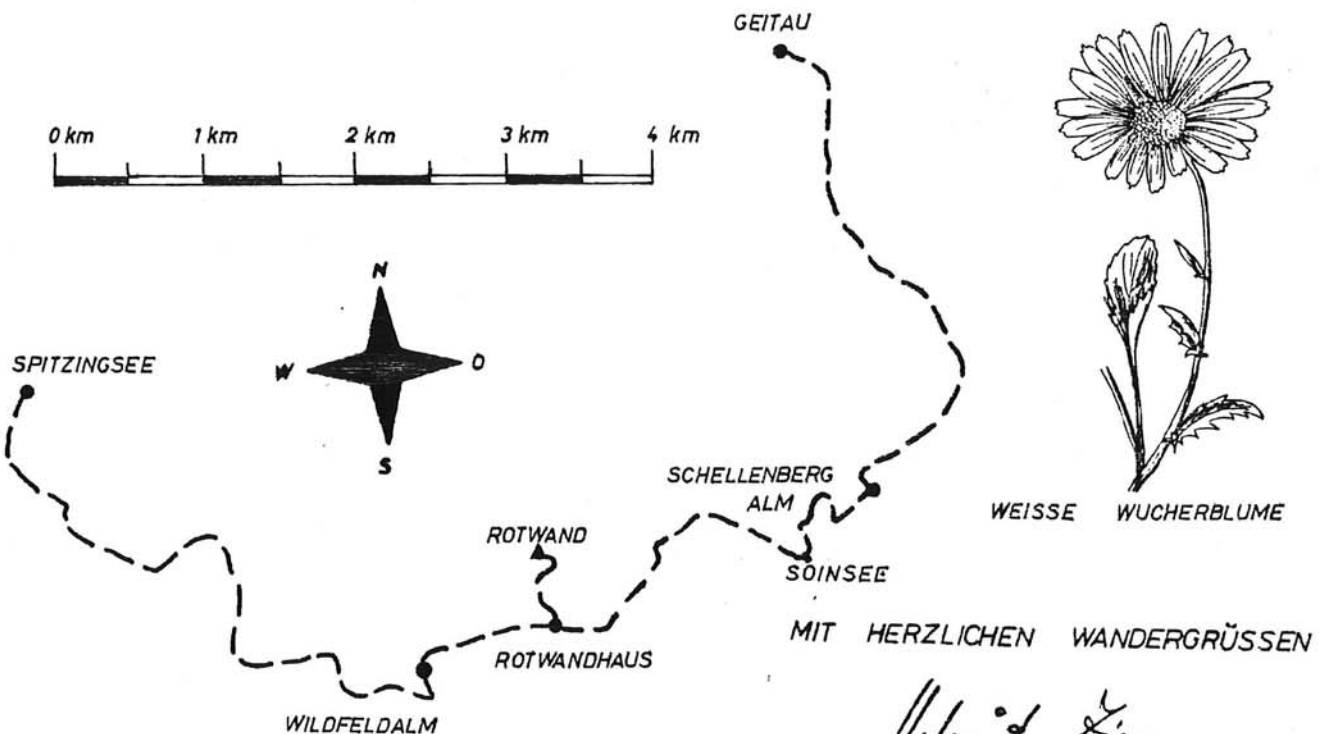 GEITAU
0 km 1 km 2 km 3 km 4 km
N
W O
S
SPITZINGSEE
SCHELLENBERG
ALM
WEISSE WUCHERBLUME
ROTWAND
SOINSEE
MIT HERZLICHEN WANDERGRÜSSEN
ROTWANDHAUS
WILDFELDALM